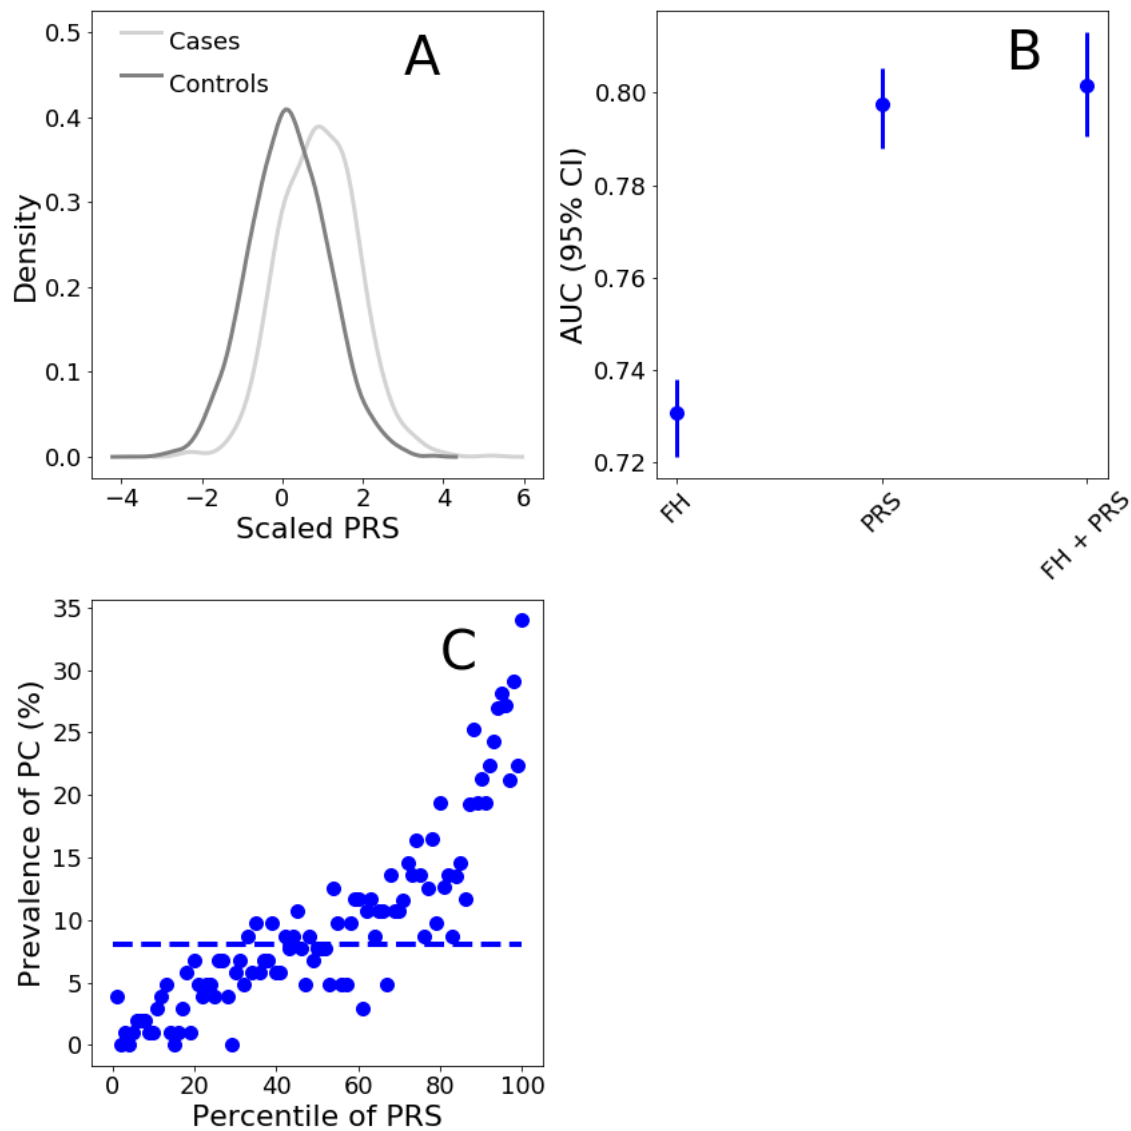 A
Cases
Controls
Density
0.5
0.4
0.3
0.2
0.1
0.0
−4
−2
0
2
4
6
Scaled PRS
B
AUC (95% CI)
0.80
0.78
0.76
0.74
0.72
FH
PRS
FH + PRS
C
Prevalence of PC (%)
35
30
25
20
15
10
5
0
0
20
40
60
80
100
Percentile of PRS